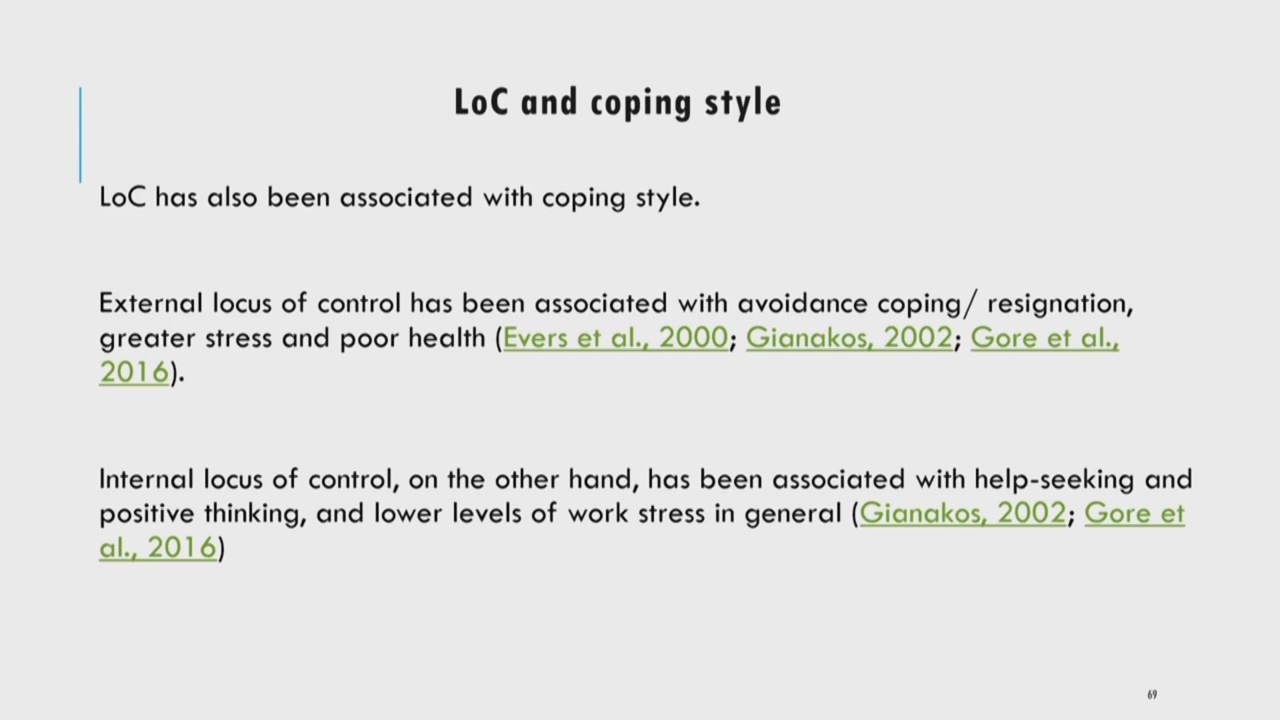 LoC and coping style
LoC has also been associated with coping style.
External locus of control has been associated with avoidance coping/ resignation,
greater stress and poor health (Evers et al., 2000; Gianakos, 2002; Gore et al.,
2016).
Internal locus of control, on the other hand, has been associated with help-seeking and
positive thinking, and lower levels of work stress in general (Gianakos, 2002; Gore et
al., 2016)
69